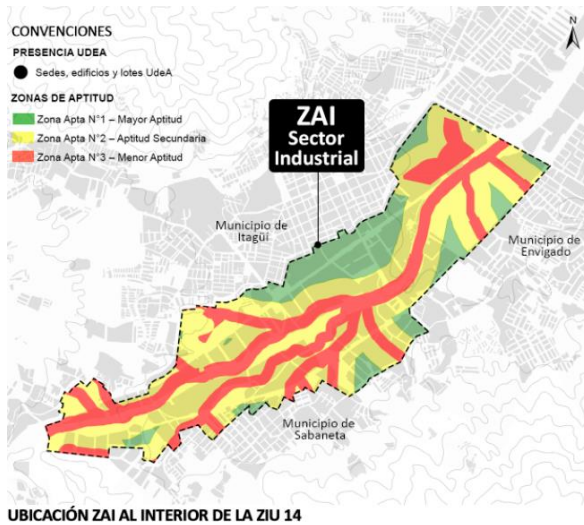 CONVENCIONES
PRESENCIA UDEA
Sedes, edificios y lotes UdeA
ZONAS DE APTITUD
Zona Apta N°1 – Mayor Aptitud
Zona Apta N°2 – Aptitud Secundaria
Zona Apta N°3 – Menor Aptitud
N
ZAI
Sector
Industrial
Municipio de
Itagüí
Municipio de
Envigado
Municipio de
Sabaneta
UBICACIÓN ZAI AL INTERIOR DE LA ZIU 14